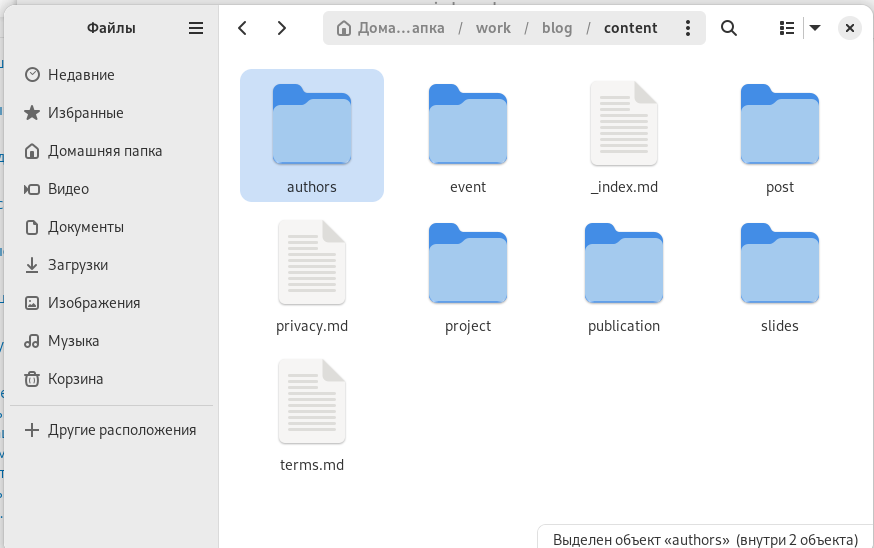 Файлы
Дома...апка / work / blog / content
Недавние
Избранные
Домашняя папка
Видео
Документы
Загрузки
Изображения
Музыка
Корзина
Другие расположения
authors
event
_index.md
post
privacy.md
project
publication
slides
terms.md
Выделен объект «authors» (внутри 2 объекта)